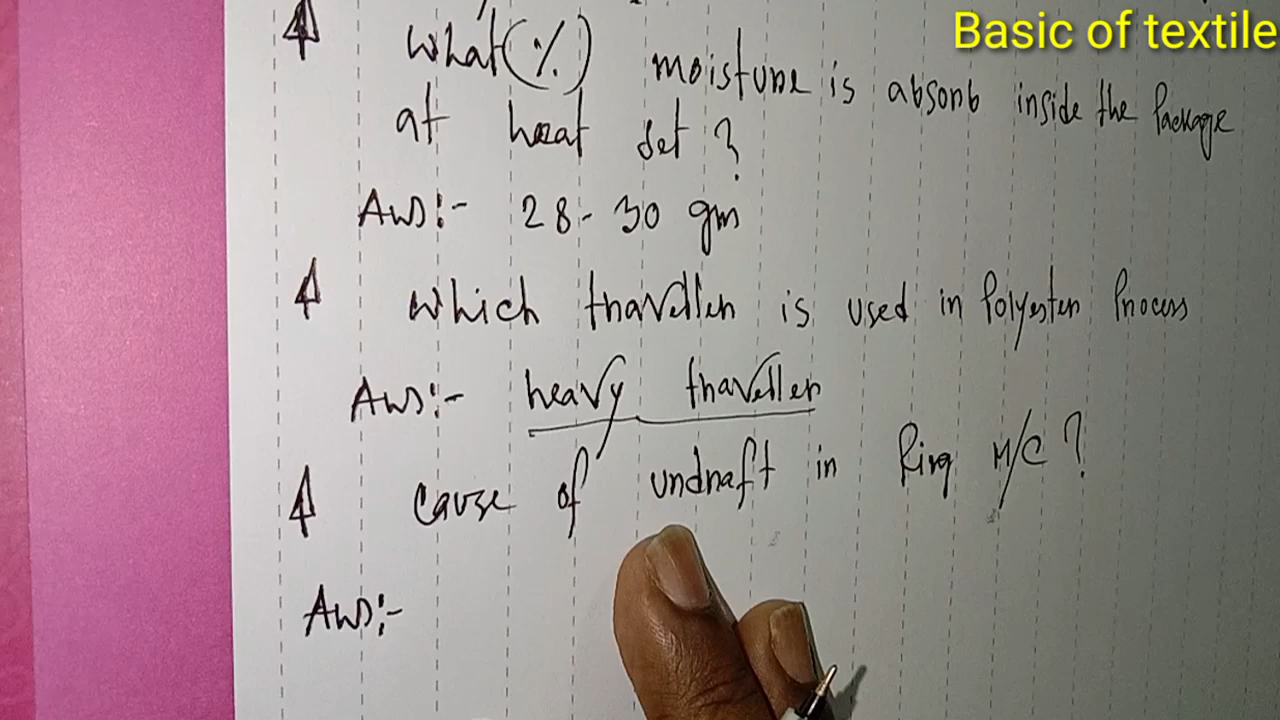 Basic of textile
What (%) moisture is absorb inside the Package
at heat set ?
Ans:- 28 - 30 gm
Which traveller is used in Polyester Process
Ans:- heavy traveller
Cause of undraft in Ring M/C ?
Ans:-